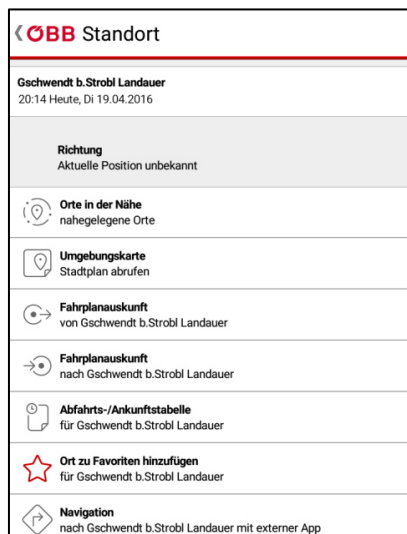 ÖBB Standort
Gschwendt b.Strobl Landauer
20:14 Heute, Di 19.04.2016
Richtung
Aktuelle Position unbekannt
Orte in der Nähe
nahegelegene Orte
Umgebungskarte
Stadtplan abrufen
Fahrplanauskunft
von Gschwendt b.Strobl Landauer
Fahrplanauskunft
nach Gschwendt b.Strobl Landauer
Abfahrts-/Ankunftstabelle
für Gschwendt b.Strobl Landauer
Ort zu Favoriten hinzufügen
für Gschwendt b.Strobl Landauer
Navigation
nach Gschwendt b.Strobl Landauer mit externer App